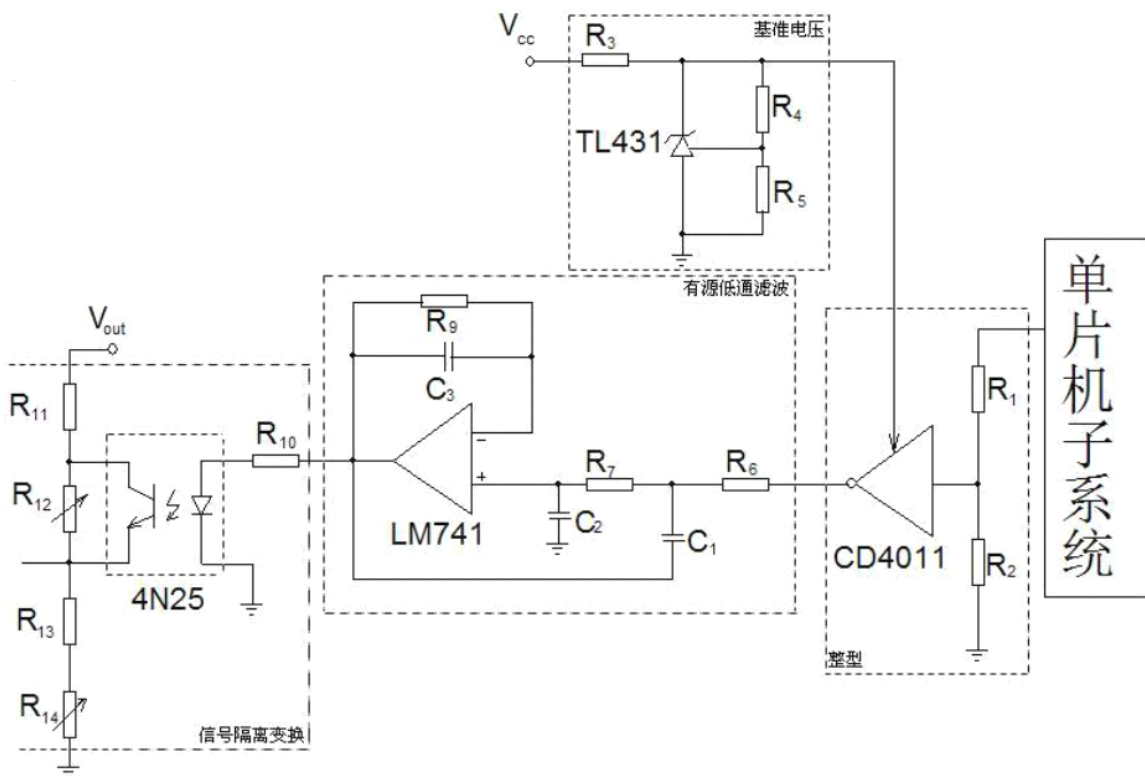 Vcc
R3
基准电压
R4
TL431
R5
单片机子系统
有源低通滤波
R9
C3
Vout
R11
R10
R12
4N25
R13
R14
信号隔离变换
LM741
R7
R6
C2
C1
CD4011
R1
R2
整型